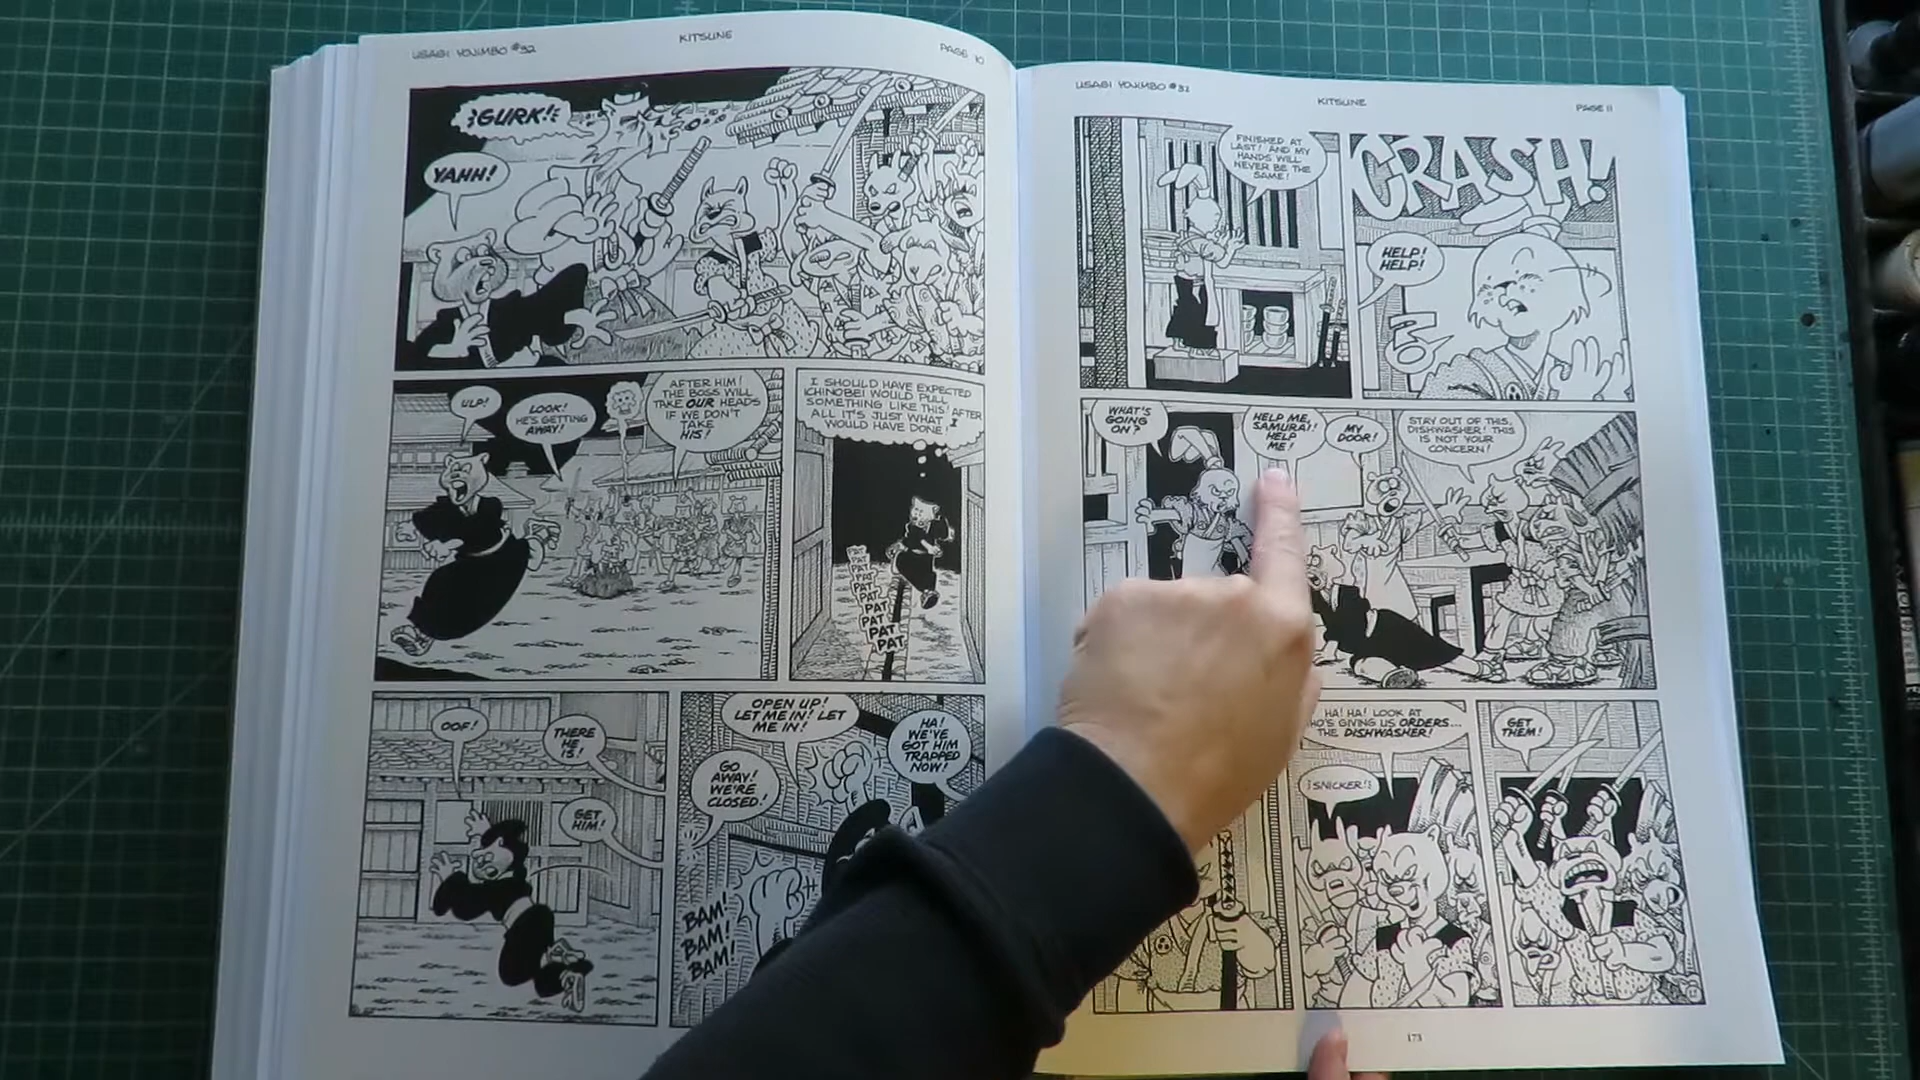 USAGI YOJIMBO #32
KITSUNE
PAGE 10
GURK!
YAHH!
ULP!
LOOK!
HE'S GETTING
AWAY!
AFTER HIM!
THE BOSS WILL
TAKE OUR HEADS
IF WE DON'T
TAKE
HIS!
I SHOULD HAVE EXPECTED
ICHINOBEI WOULD PULL
SOMETHING LIKE THIS! AFTER
ALL IT'S JUST WHAT I
WOULD HAVE DONE!
PAT
PAT
PAT
PAT
PAT
PAT
PAT
PAT
OOF!
THERE
HE
IS!
GET
HIM!
OPEN UP!
LET ME IN! LET
ME IN!
GO
AWAY!
WE'RE
CLOSED!
HA!
WE'VE
GOT HIM
TRAPPED
NOW!
BAM!
BAM!
BAM!
USAGI YOJIMBO #32
KITSUNE
PAGE 11
FINISHED AT
LAST! AND MY
HANDS WILL
NEVER BE THE
SAME!
CRASH!
HELP!
HELP!
WHAT'S
GOING
ON?
HELP ME,
SAMURAI!
HELP
ME!
MY
DOOR!
STAY OUT OF THIS,
DISHWASHER! THIS
IS NOT YOUR
CONCERN!
HA! HA! LOOK AT
GIVING US ORDERS...
THE DISHWASHER!
SNICKER!
GET
THEM!
173